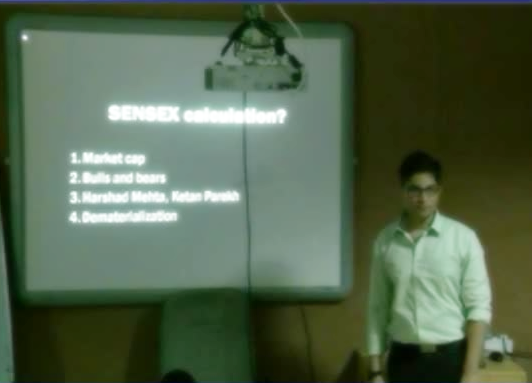 SENSEX calculation?
1. Market cap
2. Bulls and bears
3. Harshad Mehta, Ketan Parekh
4. Dematerialization